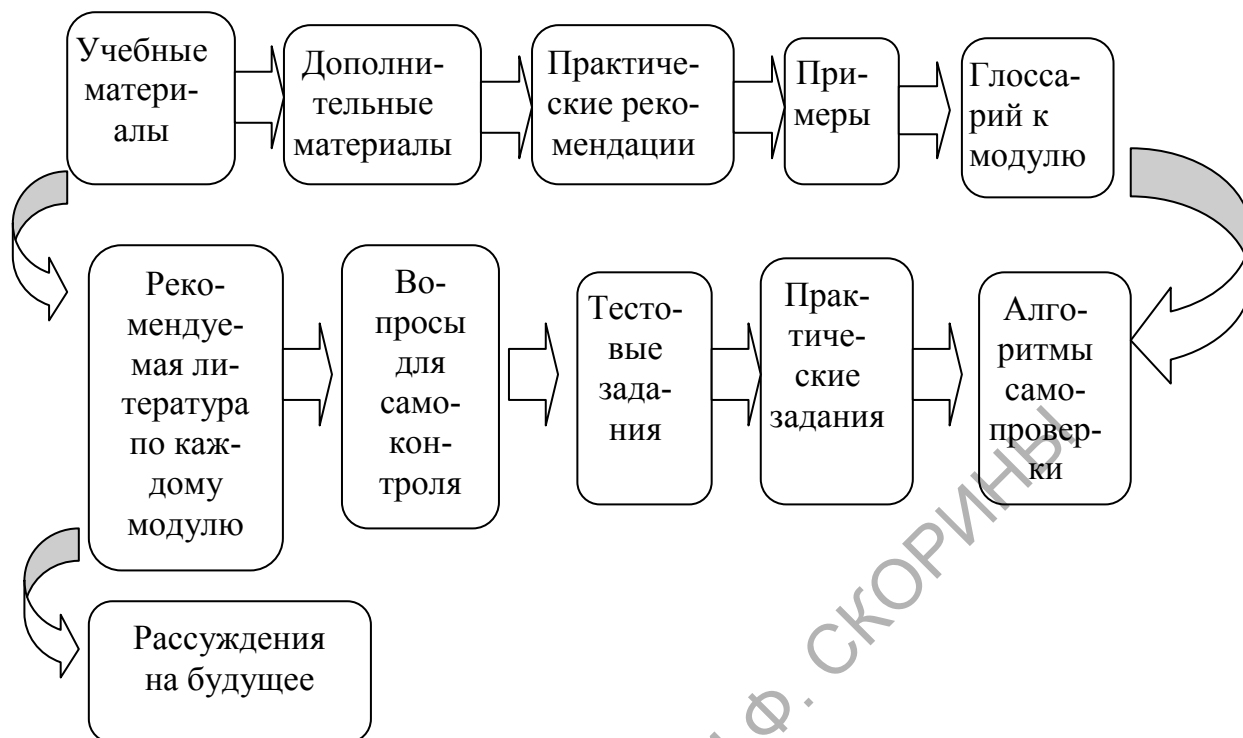 Учебные
матери-
алы
Дополни-
тельные
материалы
Практиче-
ские реко-
мендации
При-
меры
Глосса-
рий к
модулю
Реко-
мендуе-
мая ли-
тература
по каж-
дому
модулю
Во-
просы
для
само-
кон-
троля
Тесто-
вые
зада-
ния
Прак-
тиче-
ские
задания
Алго-
ритмы
само-
провер-
ки
Рассуждения
на будущее
Ф. СКОРИНЫ